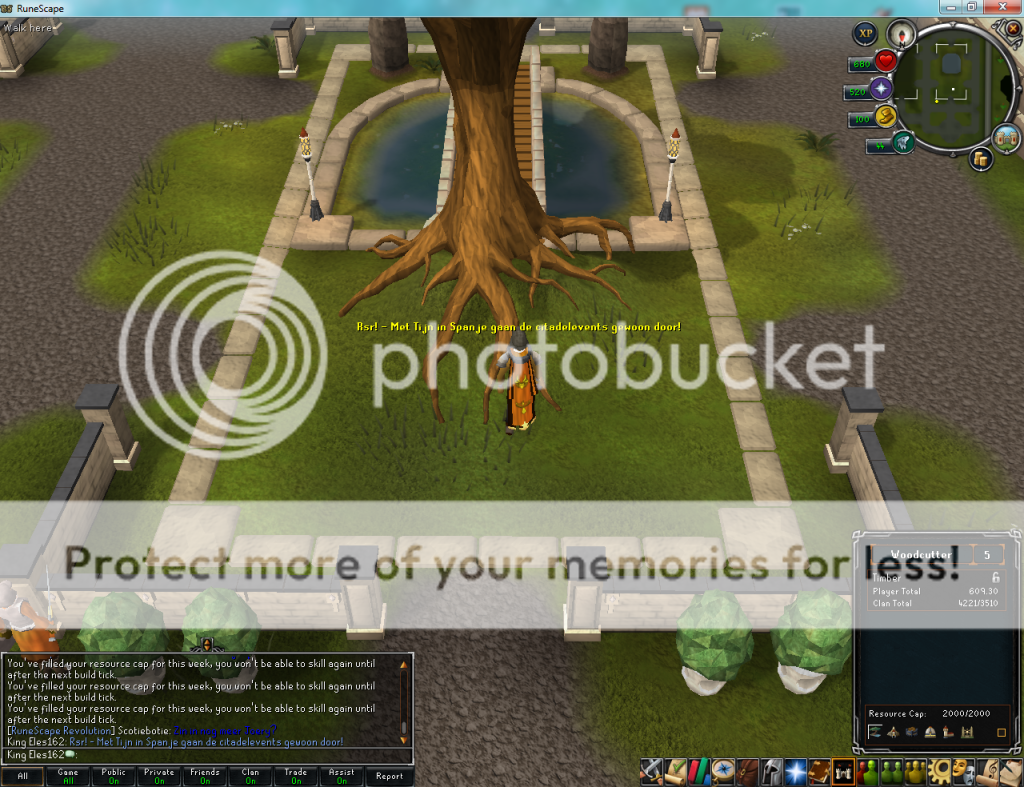 RuneScape
Walk here
XP
680
520
100
44
Rsr! - Met Tijn in Spanje gaan de citadelevents gewoon door!
photobucket
Protect more of your memories for less!
Woodcutter 5
Timber 6
Player Total 609.30
Clan Total 4221/3510
Resource Cap: 2000/2000
You've filled your resource cap for this week, you won't be able to skill again until
after the next build tick.
You've filled your resource cap for this week, you won't be able to skill again until
after the next build tick.
You've filled your resource cap for this week, you won't be able to skill again until
after the next build tick.
[RuneScape Revolution] Scotiebotie:
King Eles162: Rsr! - Met Tijn in Spanje gaan de citadelevents gewoon door!
King Eles162:
All
Game All
Public On
Private On
Friends On
Clan On
Trade On
Assist On
Report